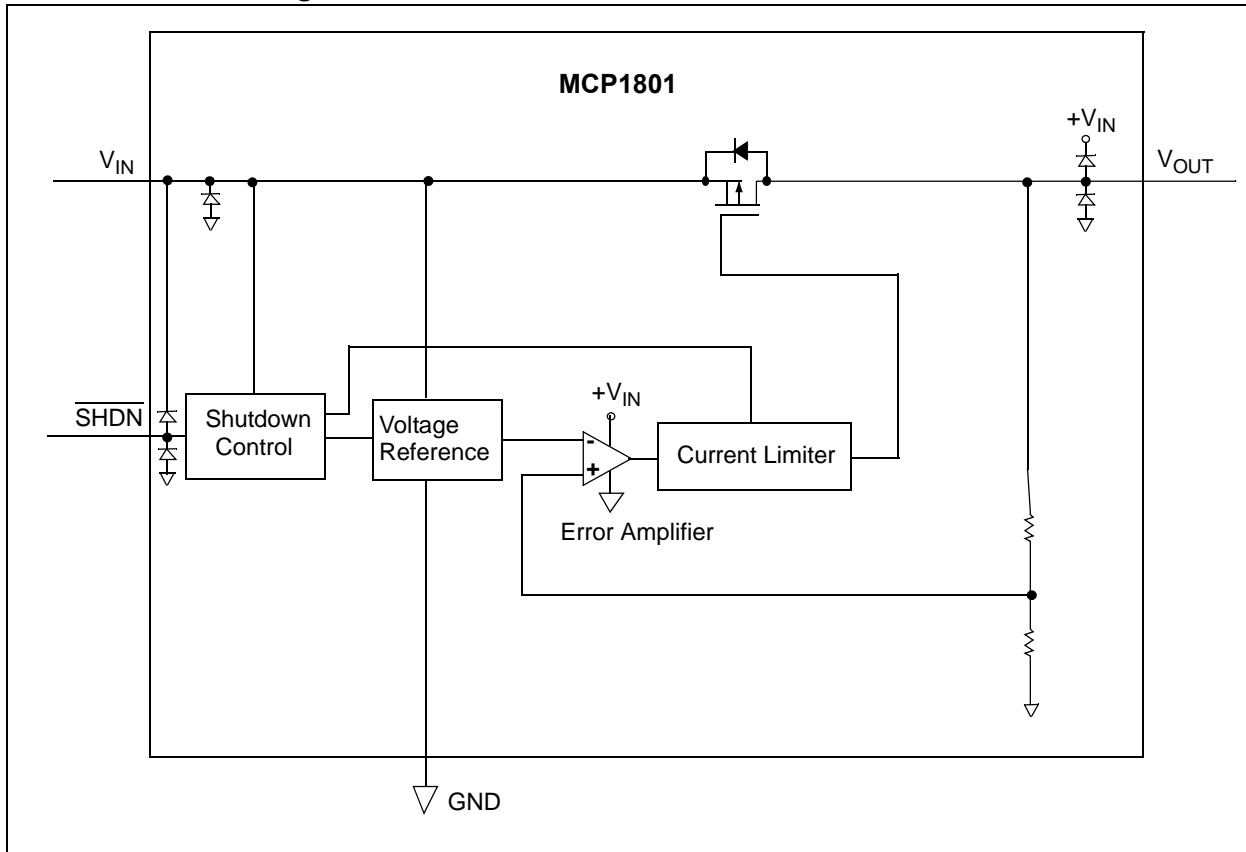 MCP1801
+VIN
VIN
VOUT
SHDN
Shutdown
Control
Voltage
Reference
+VIN
-
+
Current Limiter
Error Amplifier
GND